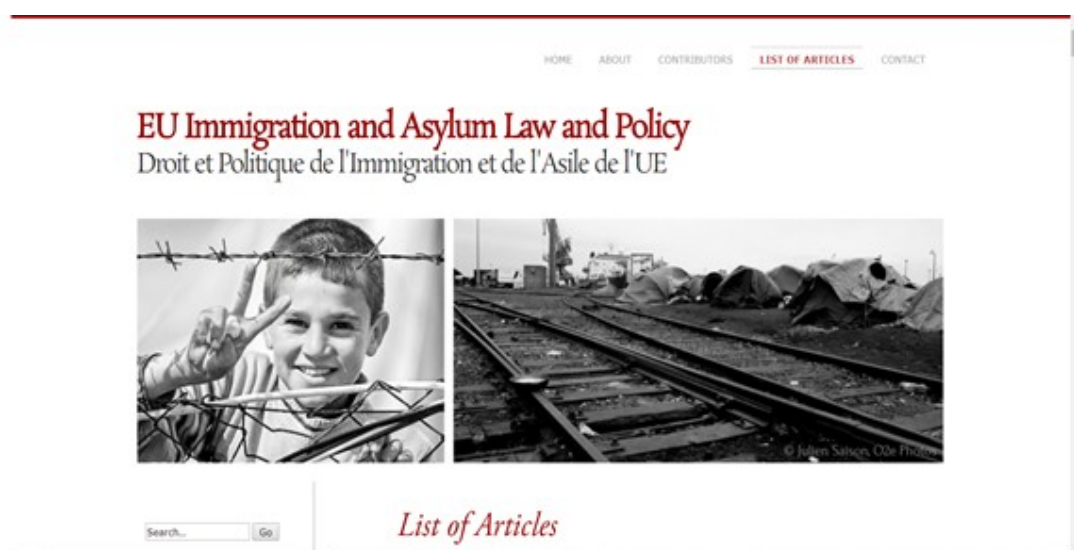 HOME ABOUT CONTRIBUTORS LIST OF ARTICLES CONTACT
EU Immigration and Asylum Law and Policy
Droit et Politique de l'Immigration et de l'Asile de l'UE
© Julien Saison, O2e Photos
Search... Go
List of Articles